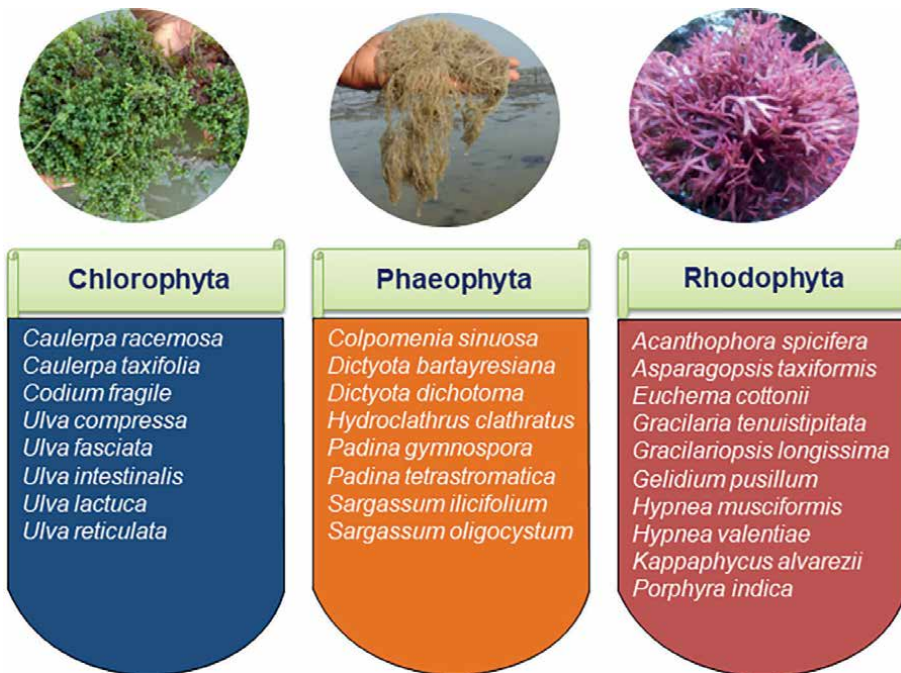 Chlorophyta
Caulerpa racemosa
Caulerpa taxifolia
Codium fragile
Ulva compressa
Ulva fasciata
Ulva intestinalis
Ulva lactuca
Ulva reticulata
Phaeophyta
Colpomenia sinuosa
Dictyota bartayresiana
Dictyota dichotoma
Hydroclathrus clathratus
Padina gymnospora
Padina tetrastromatica
Sargassum ilicifolium
Sargassum oligocystum
Rhodophyta
Acanthophora spicifera
Asparagopsis taxiformis
Euchema cottonii
Gracilaria tenuistipitata
Gracilariopsis longissima
Gelidium pusillum
Hypnea musciformis
Hypnea valentiae
Kappaphycus alvarezii
Porphyra indica